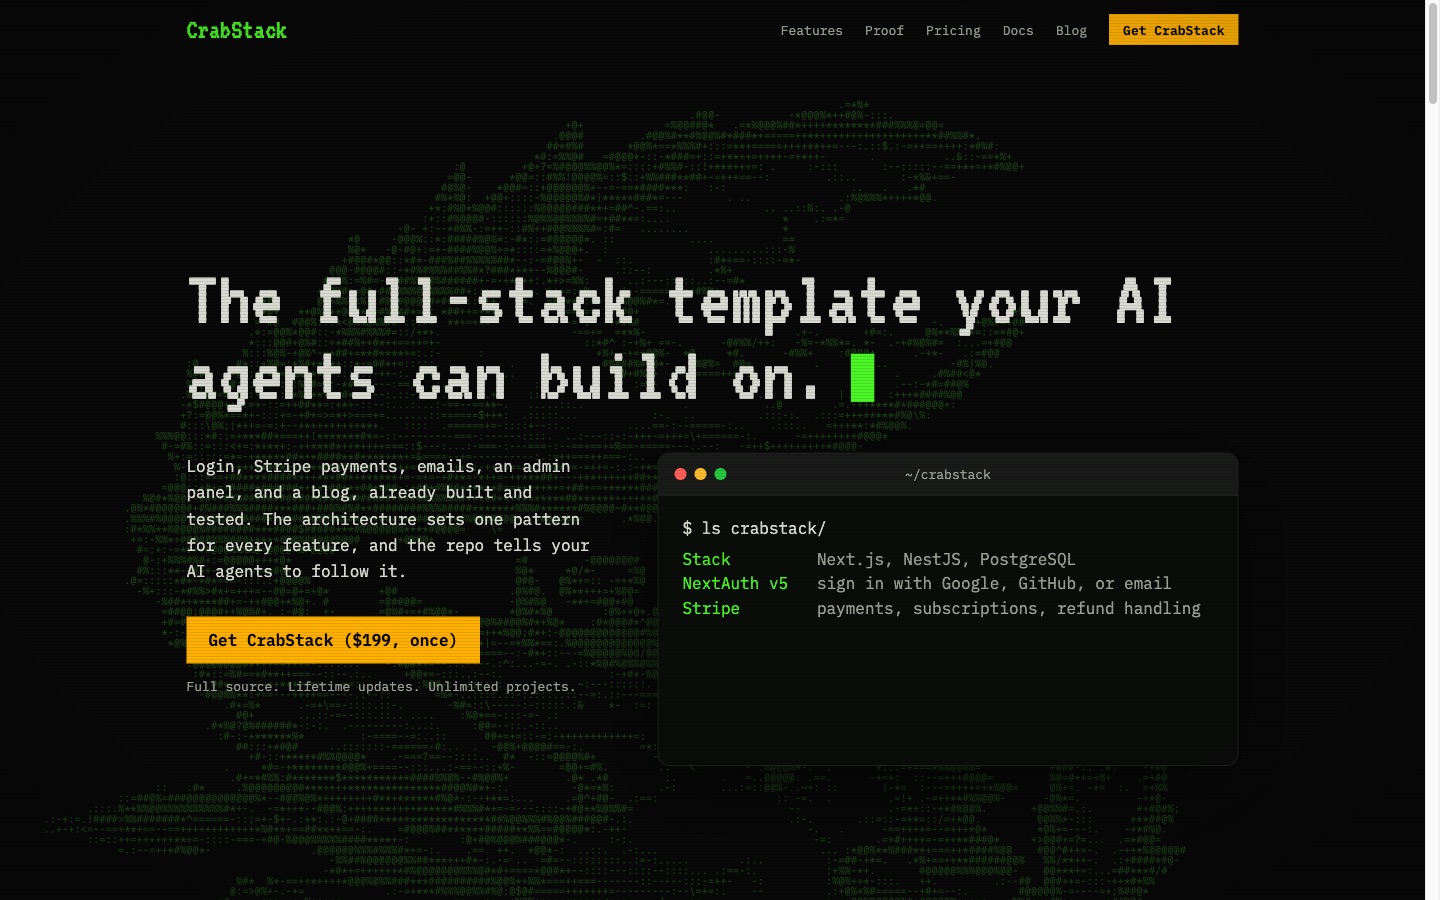 CrabStack
Features Proof Pricing Docs Blog Get CrabStack
The full-stack template your AI
agents can build on.
Login, Stripe payments, emails, an admin
panel, and a blog, already built and
tested. The architecture sets one pattern
for every feature, and the repo tells your
AI agents to follow it.
Get CrabStack ($199, once)
Full source. Lifetime updates. Unlimited projects.
~/crabstack
$ ls crabstack/
Stack Next.js, NestJS, PostgreSQL
NextAuth v5 sign in with Google, GitHub, or email
Stripe payments, subscriptions, refund handling